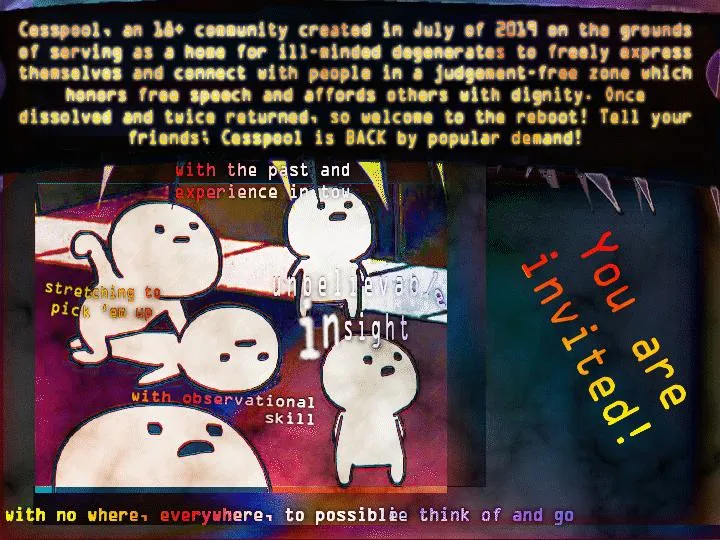 Cesspool, an 18+ community created in July of 2019 on the grounds
of serving as a home for ill-minded degenerates to freely express
themselves and connect with people in a judgement-free zone which
honors free speech and affords others with dignity. Once
dissolved and twice returned, so welcome to the reboot! Tell your
friends; Cesspool is BACK by popular demand!
with the past and
experience in tow
stretching to
pick 'em up
insight
with observational
skill
You are
invited!
with no where, everywhere, to possible think of and go